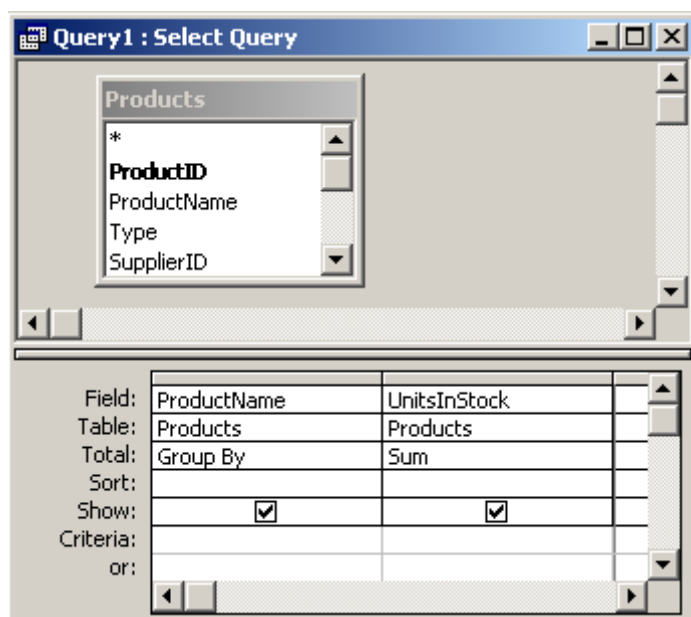 Query1 : Select Query
Products
*
ProductID
ProductName
Type
SupplierID
Field: ProductName UnitsInStock
Table: Products Products
Total: Group By Sum
Sort:
Show:
Criteria:
or: